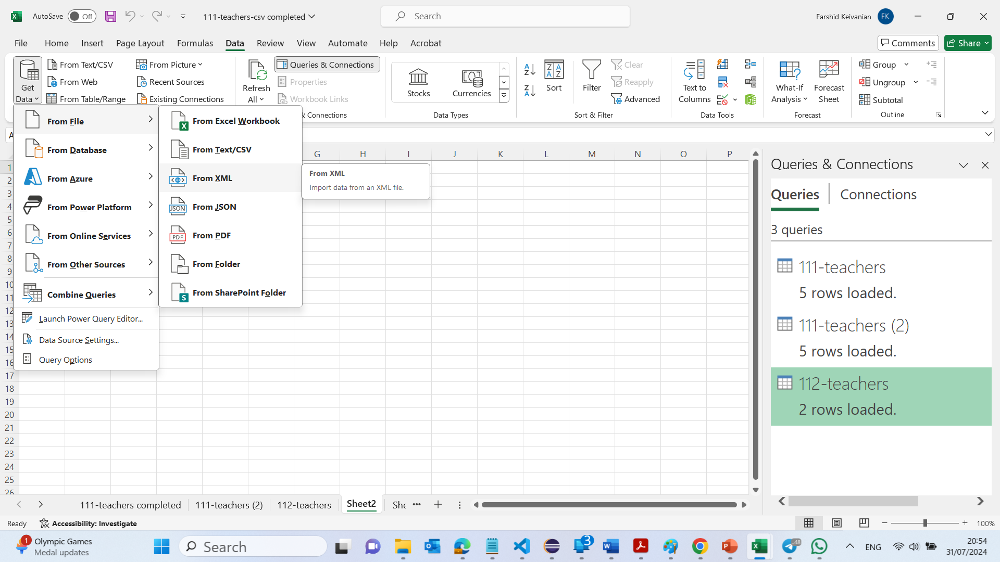 AutoSave Off 111-teachers-csv completed Search Farshid Keivanian FK
File Home Insert Page Layout Formulas Data Review View Automate Help Acrobat Comments Share
Get Data
From Text/CSV
From Web
From Table/Range
From Picture
Recent Sources
Existing Connections
Refresh All
Queries & Connections
Properties
Workbook Links
& Connections
Stocks
Currencies
Data Types
Sort
Filter
Clear
Reapply
Advanced
Sort & Filter
Text to Columns
Data Tools
What-If Analysis
Forecast Sheet
Forecast
Group
Ungroup
Subtotal
Outline
From File
From Database
From Azure
From Power Platform
From Online Services
From Other Sources
Combine Queries
Launch Power Query Editor...
Data Source Settings...
Query Options
From Excel Workbook
From Text/CSV
From XML
From JSON
From PDF
From Folder
From SharePoint Folder
From XML
Import data from an XML file.
G H I J K L M N O P
1
2
3
4
5
6
7
8
9
10
11
12
13
14
15
16
17
18
19
20
21
22
23
24
25
26
Queries & Connections
Queries Connections
3 queries
111-teachers
5 rows loaded.
111-teachers (2)
5 rows loaded.
112-teachers
2 rows loaded.
111-teachers completed 111-teachers (2) 112-teachers Sheet2 She ...
Ready Accessibility: Investigate 100%
1 Olympic Games
Medal updates
Search
3
48
ENG
20:54
31/07/2024